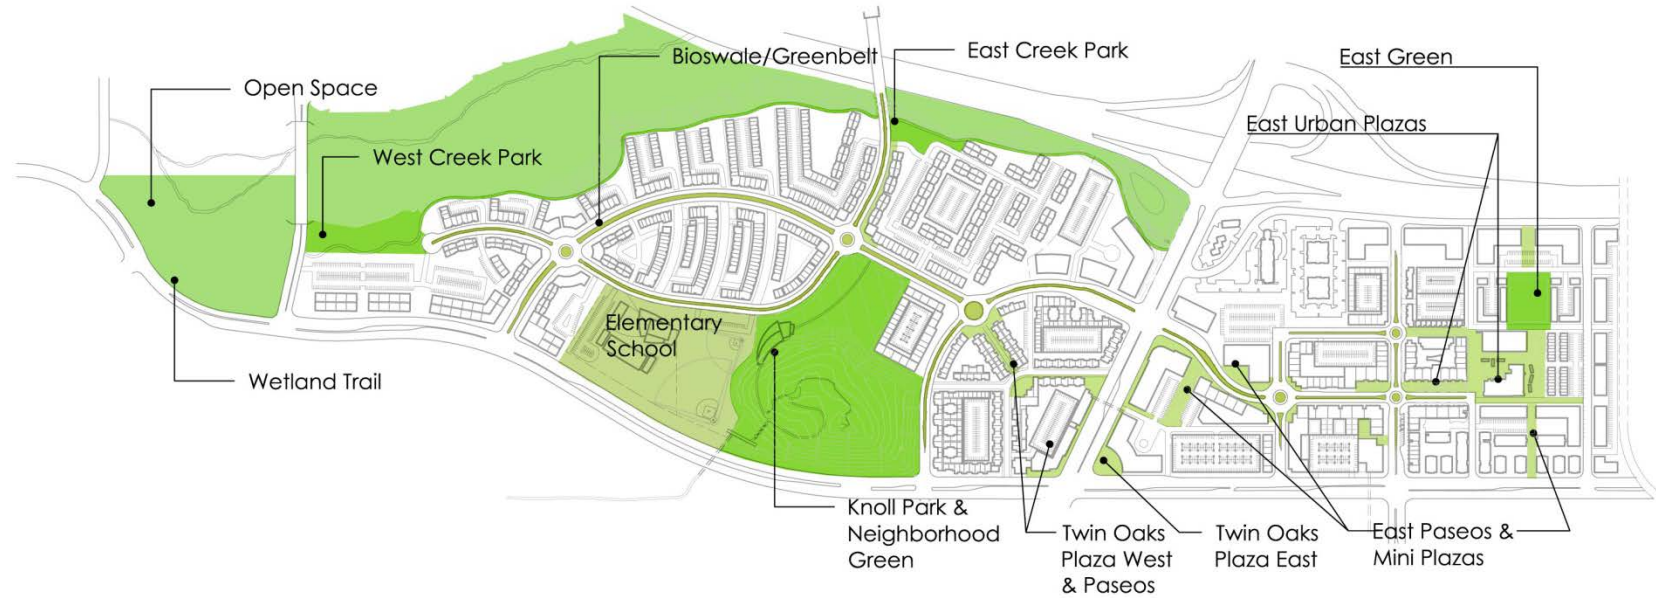 Bioswale/Greenbelt
East Creek Park
East Green
Open Space
East Urban Plazas
West Creek Park
Elementary
School
Wetland Trail
Knoll Park &
Neighborhood
Green
Twin Oaks
Plaza West
& Paseos
Twin Oaks
Plaza East
East Paseos &
Mini Plazas